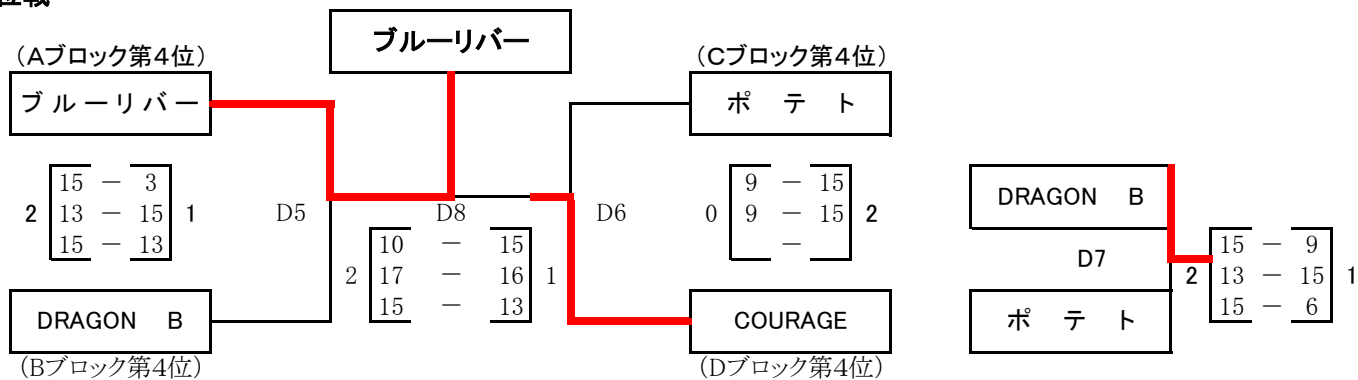 ブルーリバー
(Aブロック第4位)
(Cブロック第4位)
ブルーリバー
ポテト
2 15 － 3 1
13 － 15
15 － 13
D5
D8
D6
0 9 － 15 2
9 － 15
－
2 10 － 15 1
17 － 16
15 － 13
DRAGON B
COURAGE
(Bブロック第4位)
(Dブロック第4位)
DRAGON B
D7
ポテト
2 15 － 9 1
13 － 15
15 － 6